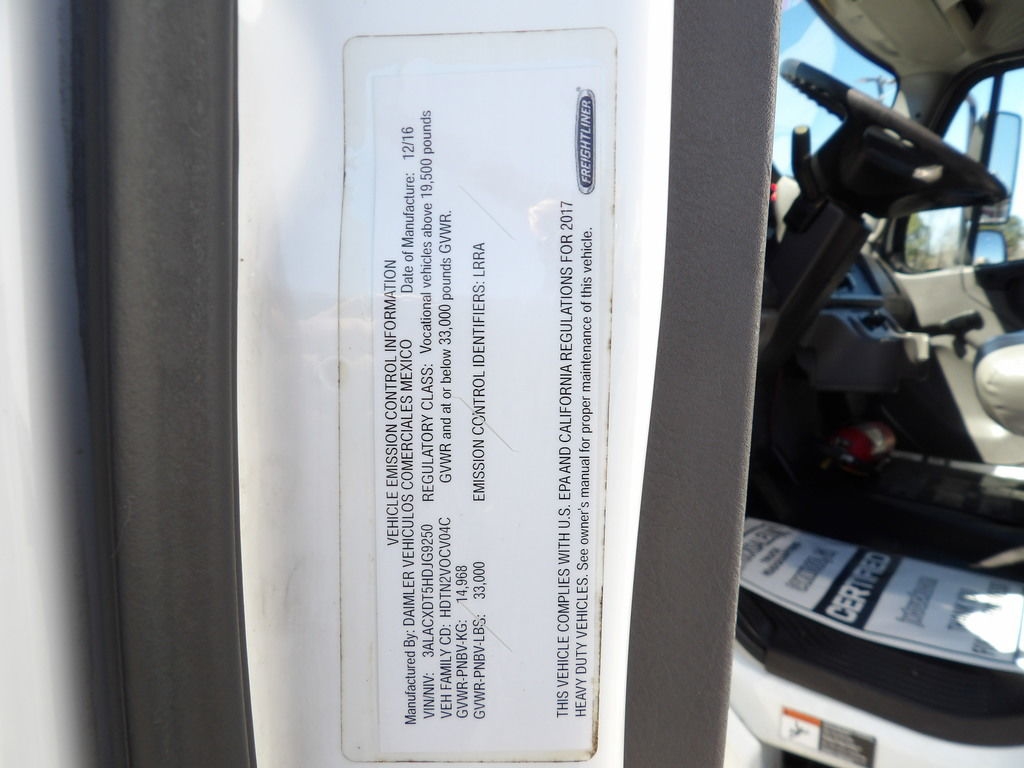 VEHICLE EMISSION CONTROL INFORMATION
Manufactured By: DAIMLER VEHICULOS COMERCIALES MEXICO Date of Manufacture: 12/16
VIN/NIV: 3ALACXDT5HDJG9250 REGULATORY CLASS: Vocational vehicles above 19,500 pounds
VEH FAMILY CD: HDTN2VOCV04C GVWR and at or below 33,000 pounds GVWR.
GVWR-PNBV-KG: 14,968
GVWR-PNBV-LBS: 33,000 EMISSION CONTROL IDENTIFIERS: LRRA
THIS VEHICLE COMPLIES WITH U.S. EPA AND CALIFORNIA REGULATIONS FOR 2017
HEAVY DUTY VEHICLES. See owner's manual for proper maintenance of this vehicle.
FREIGHTLINER
CERTIFIED